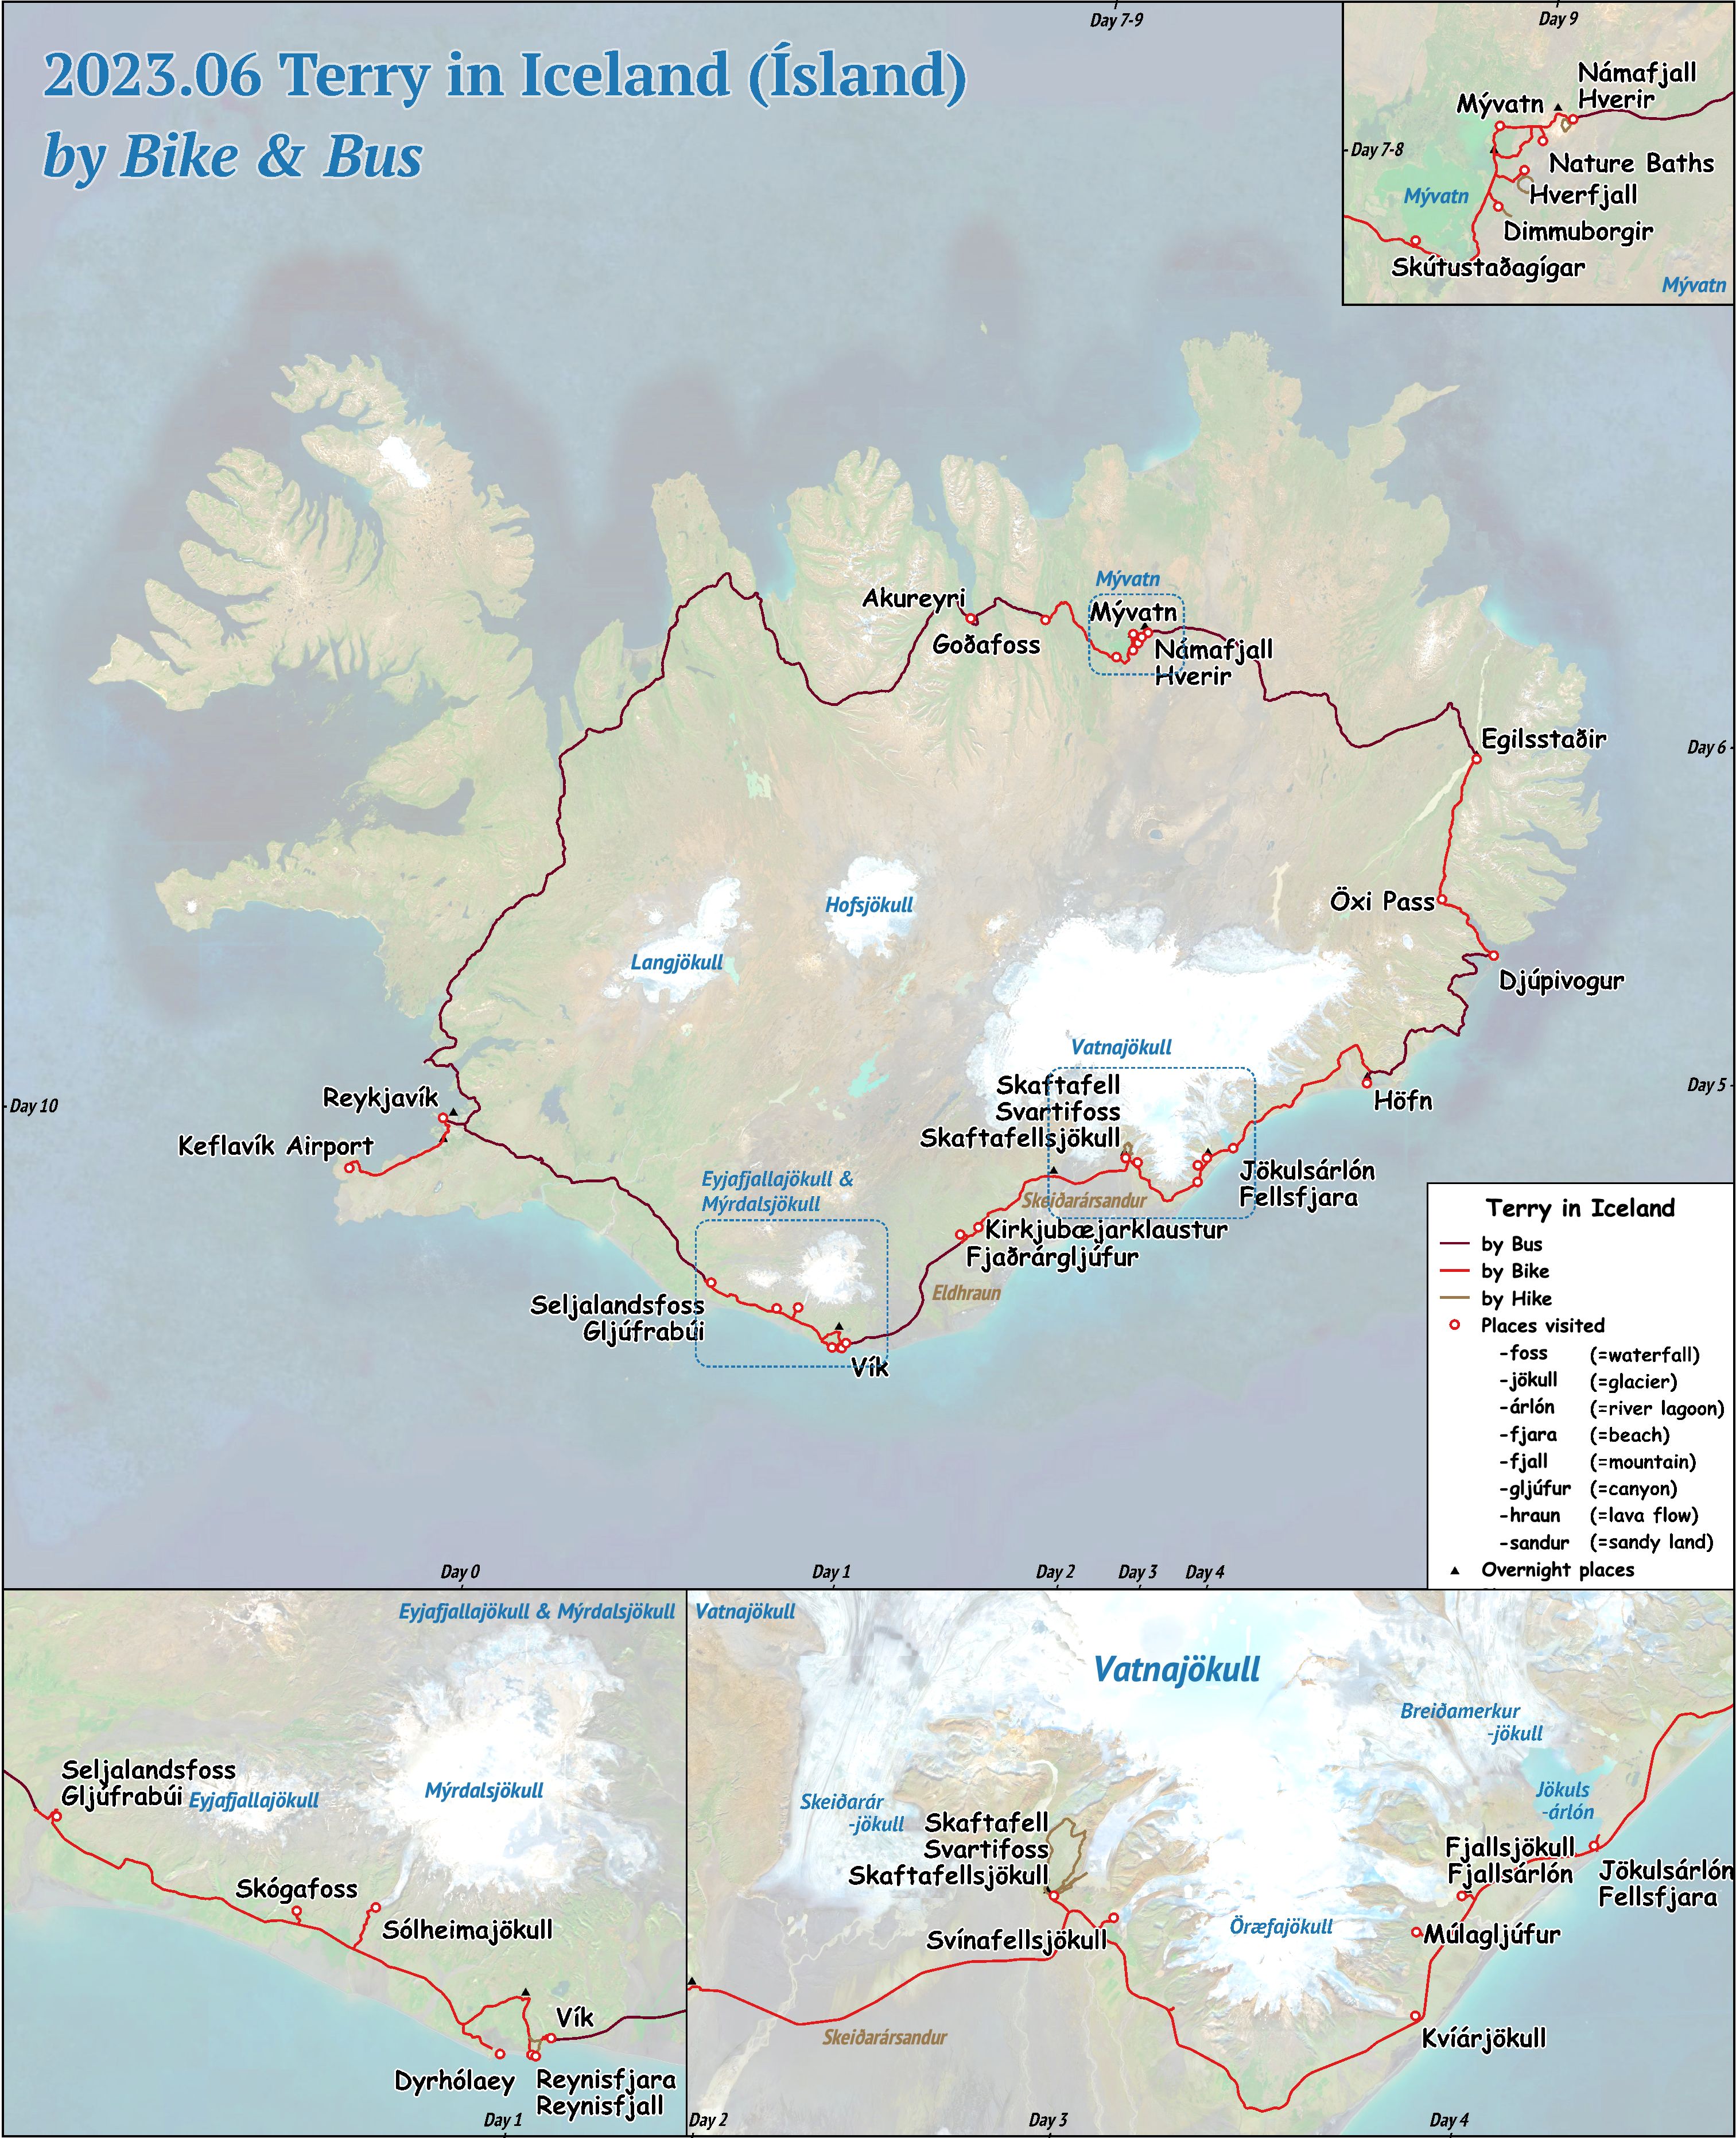 Day 7-9
2023.06 Terry in Iceland (Ísland)
by Bike & Bus
Day 9
Námafjall
Hverir
Mývatn
Day 7-8
Nature Baths
Mývatn
Hverfjall
Dimmuborgir
Skútustaðagígar
Mývatn
Mývatn
Akureyri
Mývatn
Goðafoss
Námafjall
Hverir
Egilsstaðir
Day 6
Öxi Pass
Hofsjökull
Langjökull
Djúpivogur
Vatnajökull
Day 5
Skaftafell
Svartifoss
Skaftafellsjökull
Höfn
Day 10
Reykjavík
Keflavík Airport
Jökulsárlón
Fellsfjara
Eyjafjallajökull &
Mýrdalsjökull
Skeiðarársandur
Kirkjubæjarklaustur
Fjaðrárgljúfur
Eldhraun
Seljalandsfoss
Gljúfrabúi
Vík
Terry in Iceland
by Bus
by Bike
by Hike
Places visited
-foss (=waterfall)
-jökull (=glacier)
-árlón (=river lagoon)
-fjara (=beach)
-fjall (=mountain)
-gljúfur (=canyon)
-hraun (=lava flow)
-sandur (=sandy land)
Overnight places
Day 0
Day 1
Day 2
Day 3
Day 4
Eyjafjallajökull & Mýrdalsjökull
Seljalandsfoss
Gljúfrabúi
Eyjafjallajökull
Mýrdalsjökull
Skógafoss
Sólheimajökull
Vík
Dyrhólaey
Reynisfjara
Reynisfjall
Day 1
Vatnajökull
Vatnajökull
Breiðamerkur
-jökull
Jökuls
-árlón
Skeiðarár
-jökull
Skaftafell
Svartifoss
Skaftafellsjökull
Fjallsjökull
Fjallsárlón
Jökulsárlón
Fellsfjara
Svínafellsjökull
Öræfajökull
Múlagljúfur
Skeiðarársandur
Kvíárjökull
Day 2
Day 3
Day 4